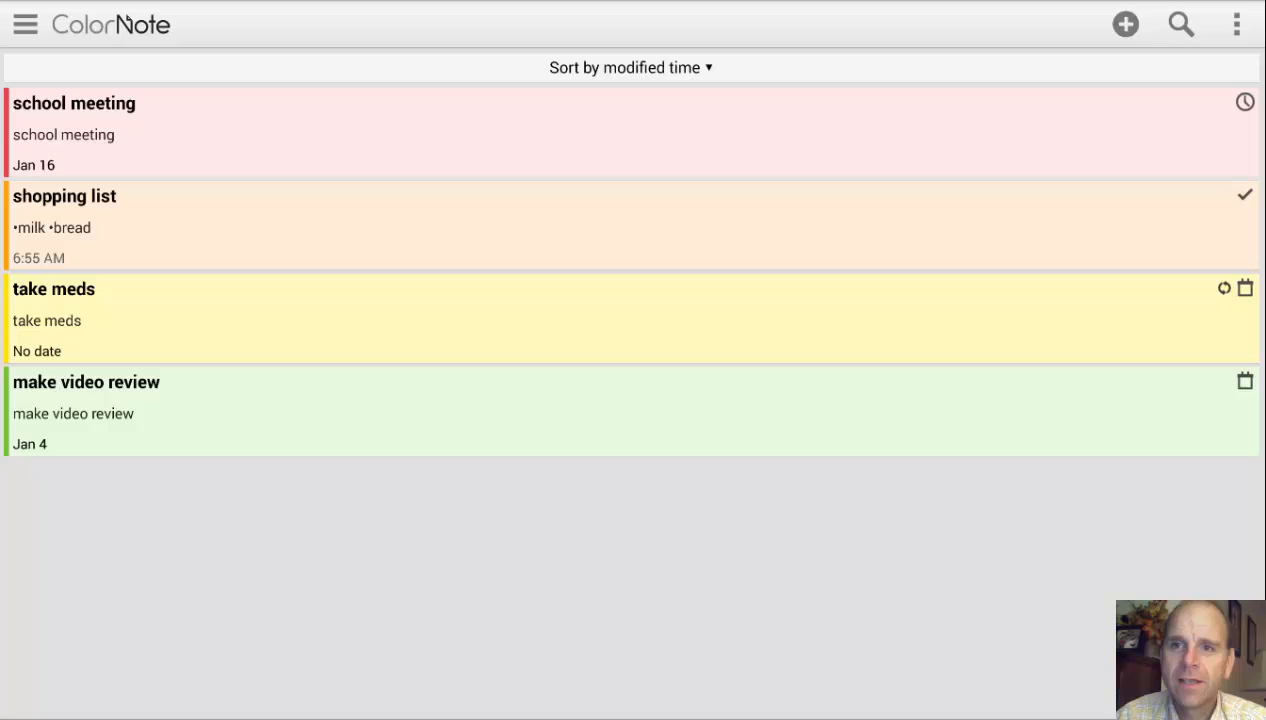 ColorNote
Sort by modified time ▾
school meeting
school meeting
Jan 16
shopping list
•milk •bread
6:55 AM
take meds
take meds
No date
make video review
make video review
Jan 4